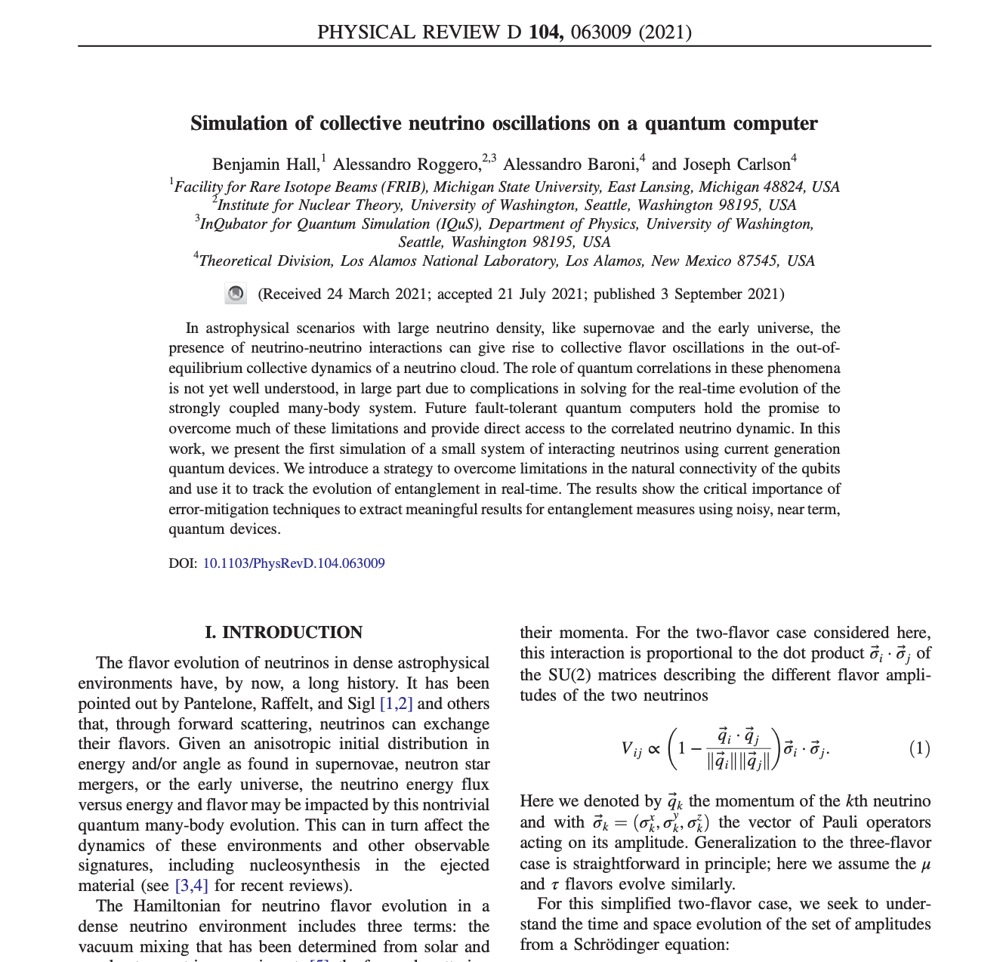 PHYSICAL REVIEW D 104, 063009 (2021)
Simulation of collective neutrino oscillations on a quantum computer
Benjamin Hall,1 Alessandro Roggero,2,3 Alessandro Baroni,4 and Joseph Carlson4
1Facility for Rare Isotope Beams (FRIB), Michigan State University, East Lansing, Michigan 48824, USA
2Institute for Nuclear Theory, University of Washington, Seattle, Washington 98195, USA
3InQubator for Quantum Simulation (IQuS), Department of Physics, University of Washington,
Seattle, Washington 98195, USA
4Theoretical Division, Los Alamos National Laboratory, Los Alamos, New Mexico 87545, USA
(Received 24 March 2021; accepted 21 July 2021; published 3 September 2021)
In astrophysical scenarios with large neutrino density, like supernovae and the early universe, the
presence of neutrino-neutrino interactions can give rise to collective flavor oscillations in the out-of-
equilibrium collective dynamics of a neutrino cloud. The role of quantum correlations in these phenomena
is not yet well understood, in large part due to complications in solving for the real-time evolution of the
strongly coupled many-body system. Future fault-tolerant quantum computers hold the promise to
overcome much of these limitations and provide direct access to the correlated neutrino dynamic. In this
work, we present the first simulation of a small system of interacting neutrinos using current generation
quantum devices. We introduce a strategy to overcome limitations in the natural connectivity of the qubits
and use it to track the evolution of entanglement in real-time. The results show the critical importance of
error-mitigation techniques to extract meaningful results for entanglement measures using noisy, near term,
quantum devices.
DOI: 10.1103/PhysRevD.104.063009
I. INTRODUCTION
The flavor evolution of neutrinos in dense astrophysical
environments have, by now, a long history. It has been
pointed out by Pantelone, Raffelt, and Sigl [1,2] and others
that, through forward scattering, neutrinos can exchange
their flavors. Given an anisotropic initial distribution in
energy and/or angle as found in supernovae, neutron star
mergers, or the early universe, the neutrino energy flux
versus energy and flavor may be impacted by this nontrivial
quantum many-body evolution. This can in turn affect the
dynamics of these environments and other observable
signatures, including nucleosynthesis in the ejected
material (see [3,4] for recent reviews).
The Hamiltonian for neutrino flavor evolution in a
dense neutrino environment includes three terms: the
vacuum mixing that has been determined from solar and
their momenta. For the two-flavor case considered here,
this interaction is proportional to the dot product σ⃗i · σ⃗j of
the SU(2) matrices describing the different flavor ampli-
tudes of the two neutrinos
Vij ∝ (1 − q⃗i · q⃗j / ‖q⃗i‖‖q⃗j‖) σ⃗i · σ⃗j. (1)
Here we denoted by q⃗k the momentum of the kth neutrino
and with σ⃗k = (σxk, σyk, σzk) the vector of Pauli operators
acting on its amplitude. Generalization to the three-flavor
case is straightforward in principle; here we assume the μ
and τ flavors evolve similarly.
For this simplified two-flavor case, we seek to under-
stand the time and space evolution of the set of amplitudes
from a Schrödinger equation: